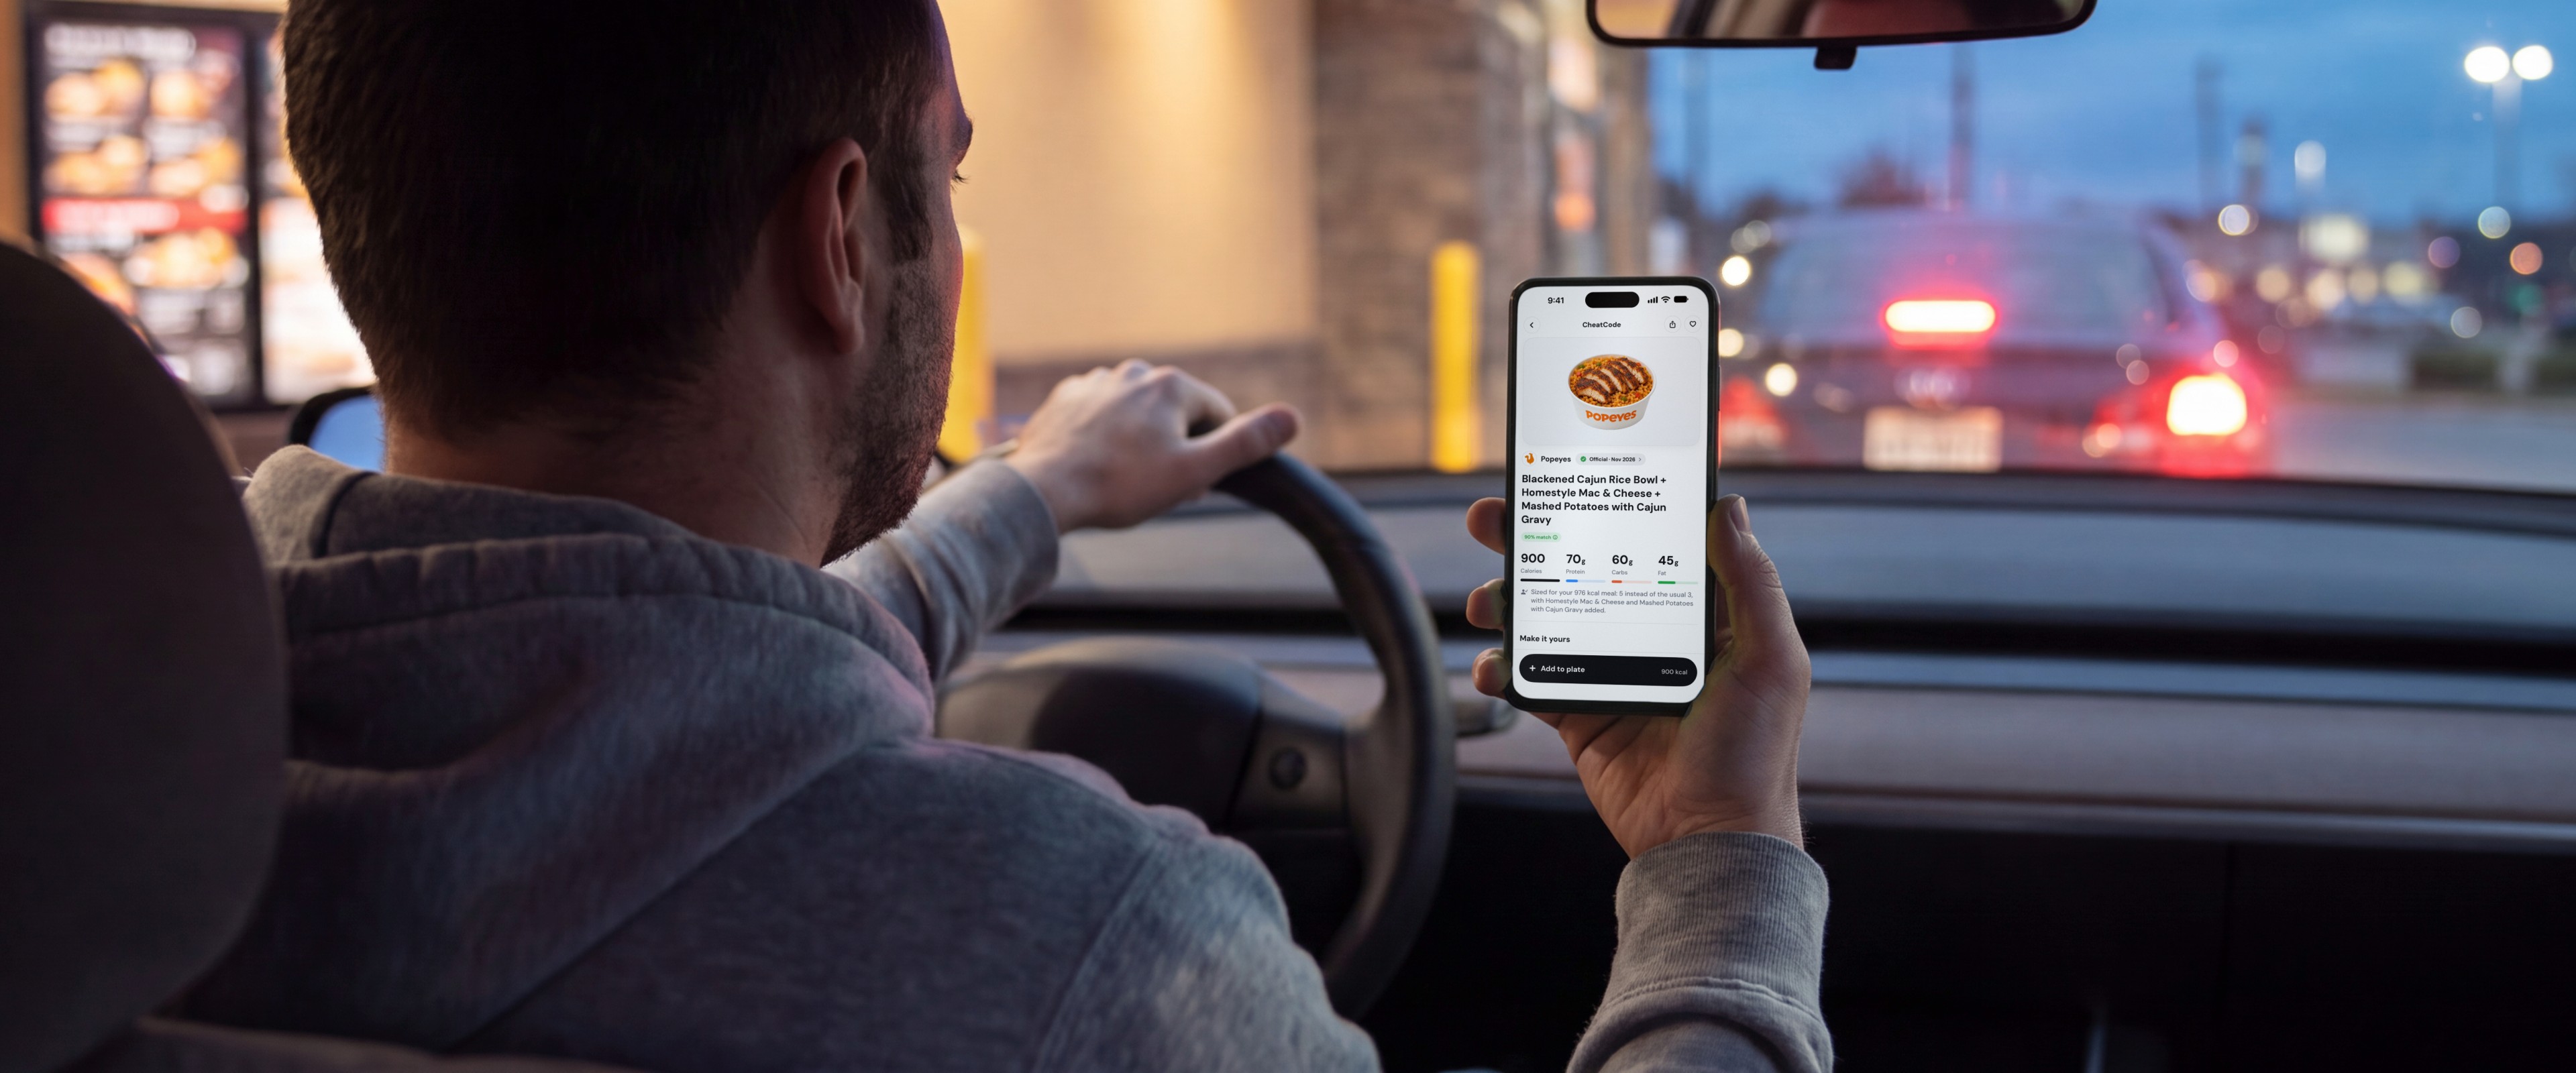 9:41
CheatCode
POPEYES
Popeyes
Official · Nov 2026
Blackened Cajun Rice Bowl +
Homestyle Mac & Cheese +
Mashed Potatoes with Cajun
Gravy
90% match
900 70g 60g 45g
Calories Protein Carbs Fat
Sized for your 976 kcal meal: 5 instead of the usual 3,
with Homestyle Mac & Cheese and Mashed Potatoes
with Cajun Gravy added.
Make it yours
+ Add to plate 900 kcal